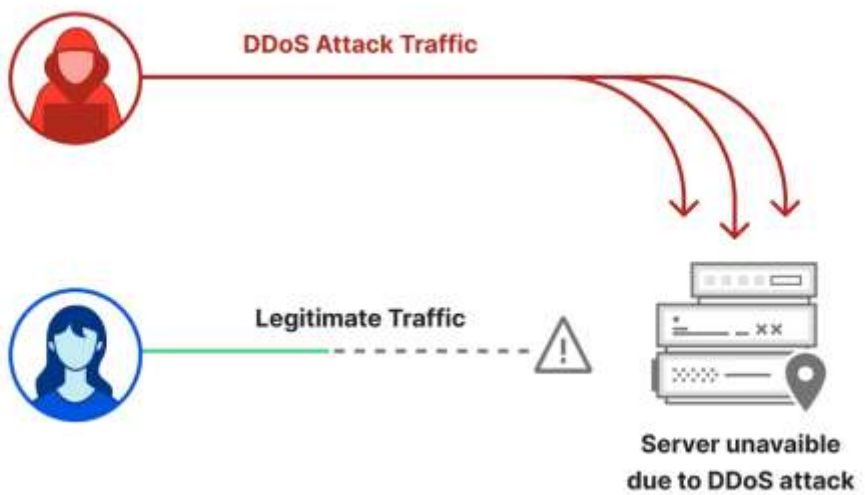 DDoS Attack Traffic
Legitimate Traffic
Server unavaible
due to DDoS attack